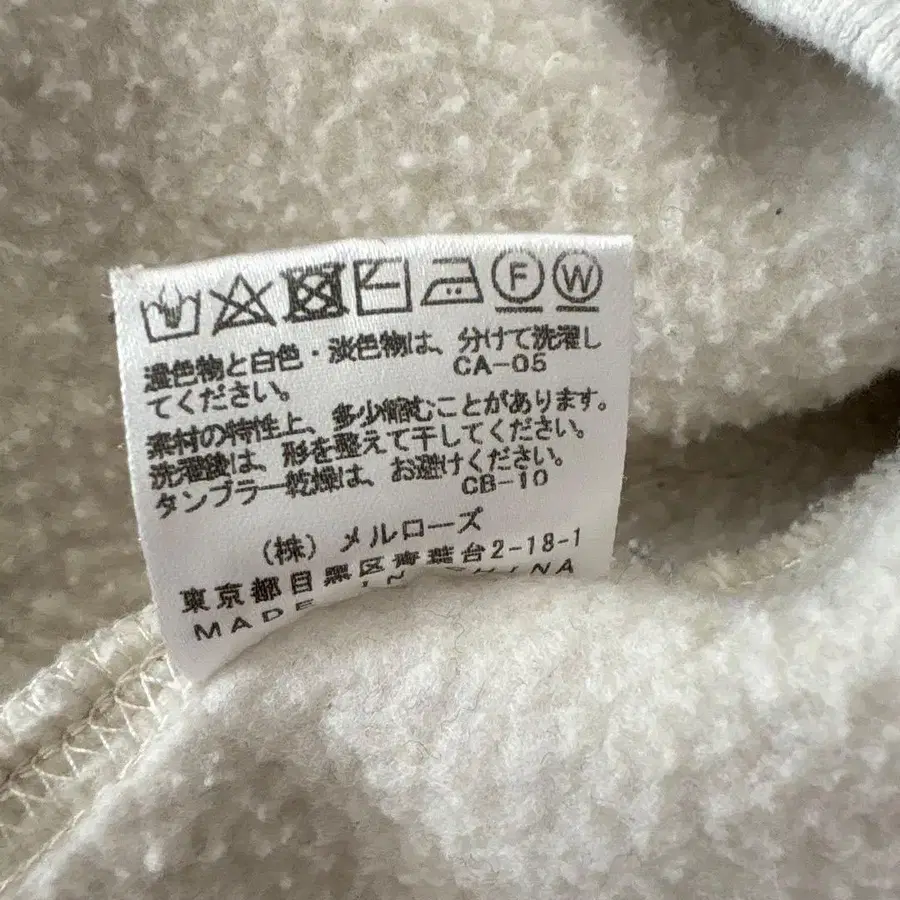 F W
濃色物と白色・淡色物は、分けて洗濯し
てください。 CA-05
素材の特性上、多少縮むことがあります。
洗濯後は、形を整えて干してください。
タンブラー乾燥は、お避けください。
CB-10
(株) メルローズ
東京都目黒区青葉台2-18-1
MADE IN CHINA